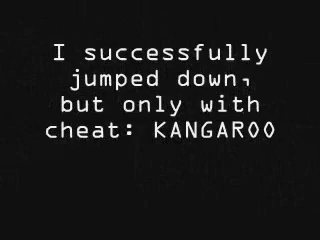 I successfully
jumped down,
but only with
cheat: KANGAROO